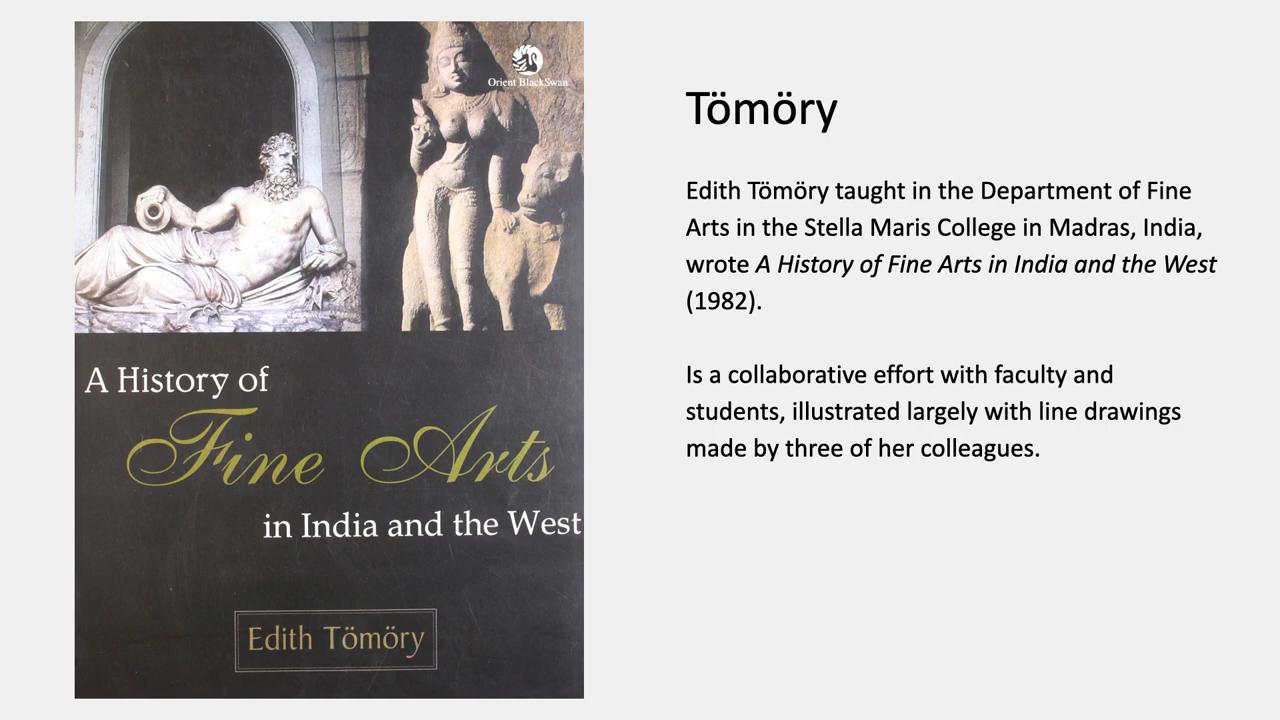 Orient BlackSwan
A History of
Fine Arts
in India and the West
Edith Tömöry
Tömöry
Edith Tömöry taught in the Department of Fine
Arts in the Stella Maris College in Madras, India,
wrote A History of Fine Arts in India and the West
(1982).
Is a collaborative effort with faculty and
students, illustrated largely with line drawings
made by three of her colleagues.